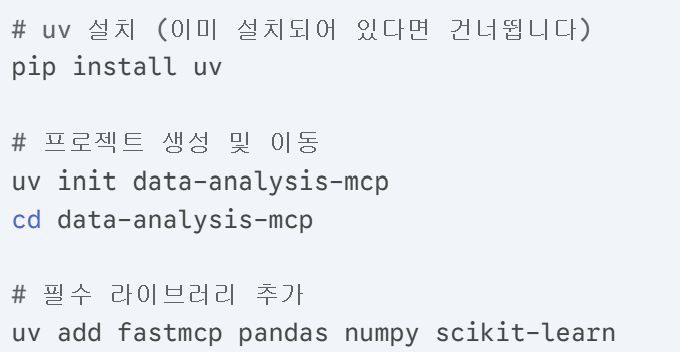 # uv 설치 (이미 설치되어 있다면 건너뜁니다)
pip install uv
# 프로젝트 생성 및 이동
uv init data-analysis-mcp
cd data-analysis-mcp
# 필수 라이브러리 추가
uv add fastmcp pandas numpy scikit-learn